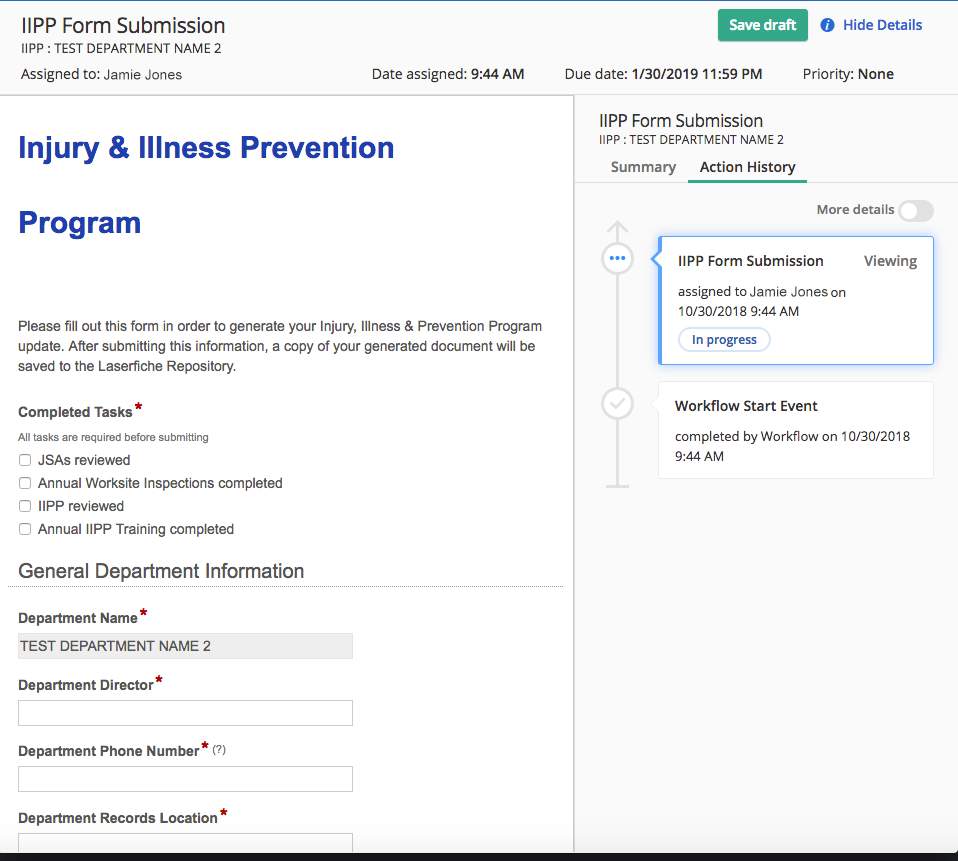 IIPP Form Submission
IIPP : TEST DEPARTMENT NAME 2
Save draft
Hide Details
Assigned to: Jamie Jones
Date assigned: 9:44 AM
Due date: 1/30/2019 11:59 PM
Priority: None
Injury & Illness Prevention
Program
Please fill out this form in order to generate your Injury, Illness & Prevention Program
update. After submitting this information, a copy of your generated document will be
saved to the Laserfiche Repository.
Completed Tasks*
All tasks are required before submitting
JSAs reviewed
Annual Worksite Inspections completed
IIPP reviewed
Annual IIPP Training completed
General Department Information
Department Name*
TEST DEPARTMENT NAME 2
Department Director*
Department Phone Number* (?)
Department Records Location*
IIPP Form Submission
IIPP : TEST DEPARTMENT NAME 2
Summary
Action History
More details
IIPP Form Submission
Viewing
assigned to Jamie Jones on
10/30/2018 9:44 AM
In progress
Workflow Start Event
completed by Workflow on 10/30/2018
9:44 AM